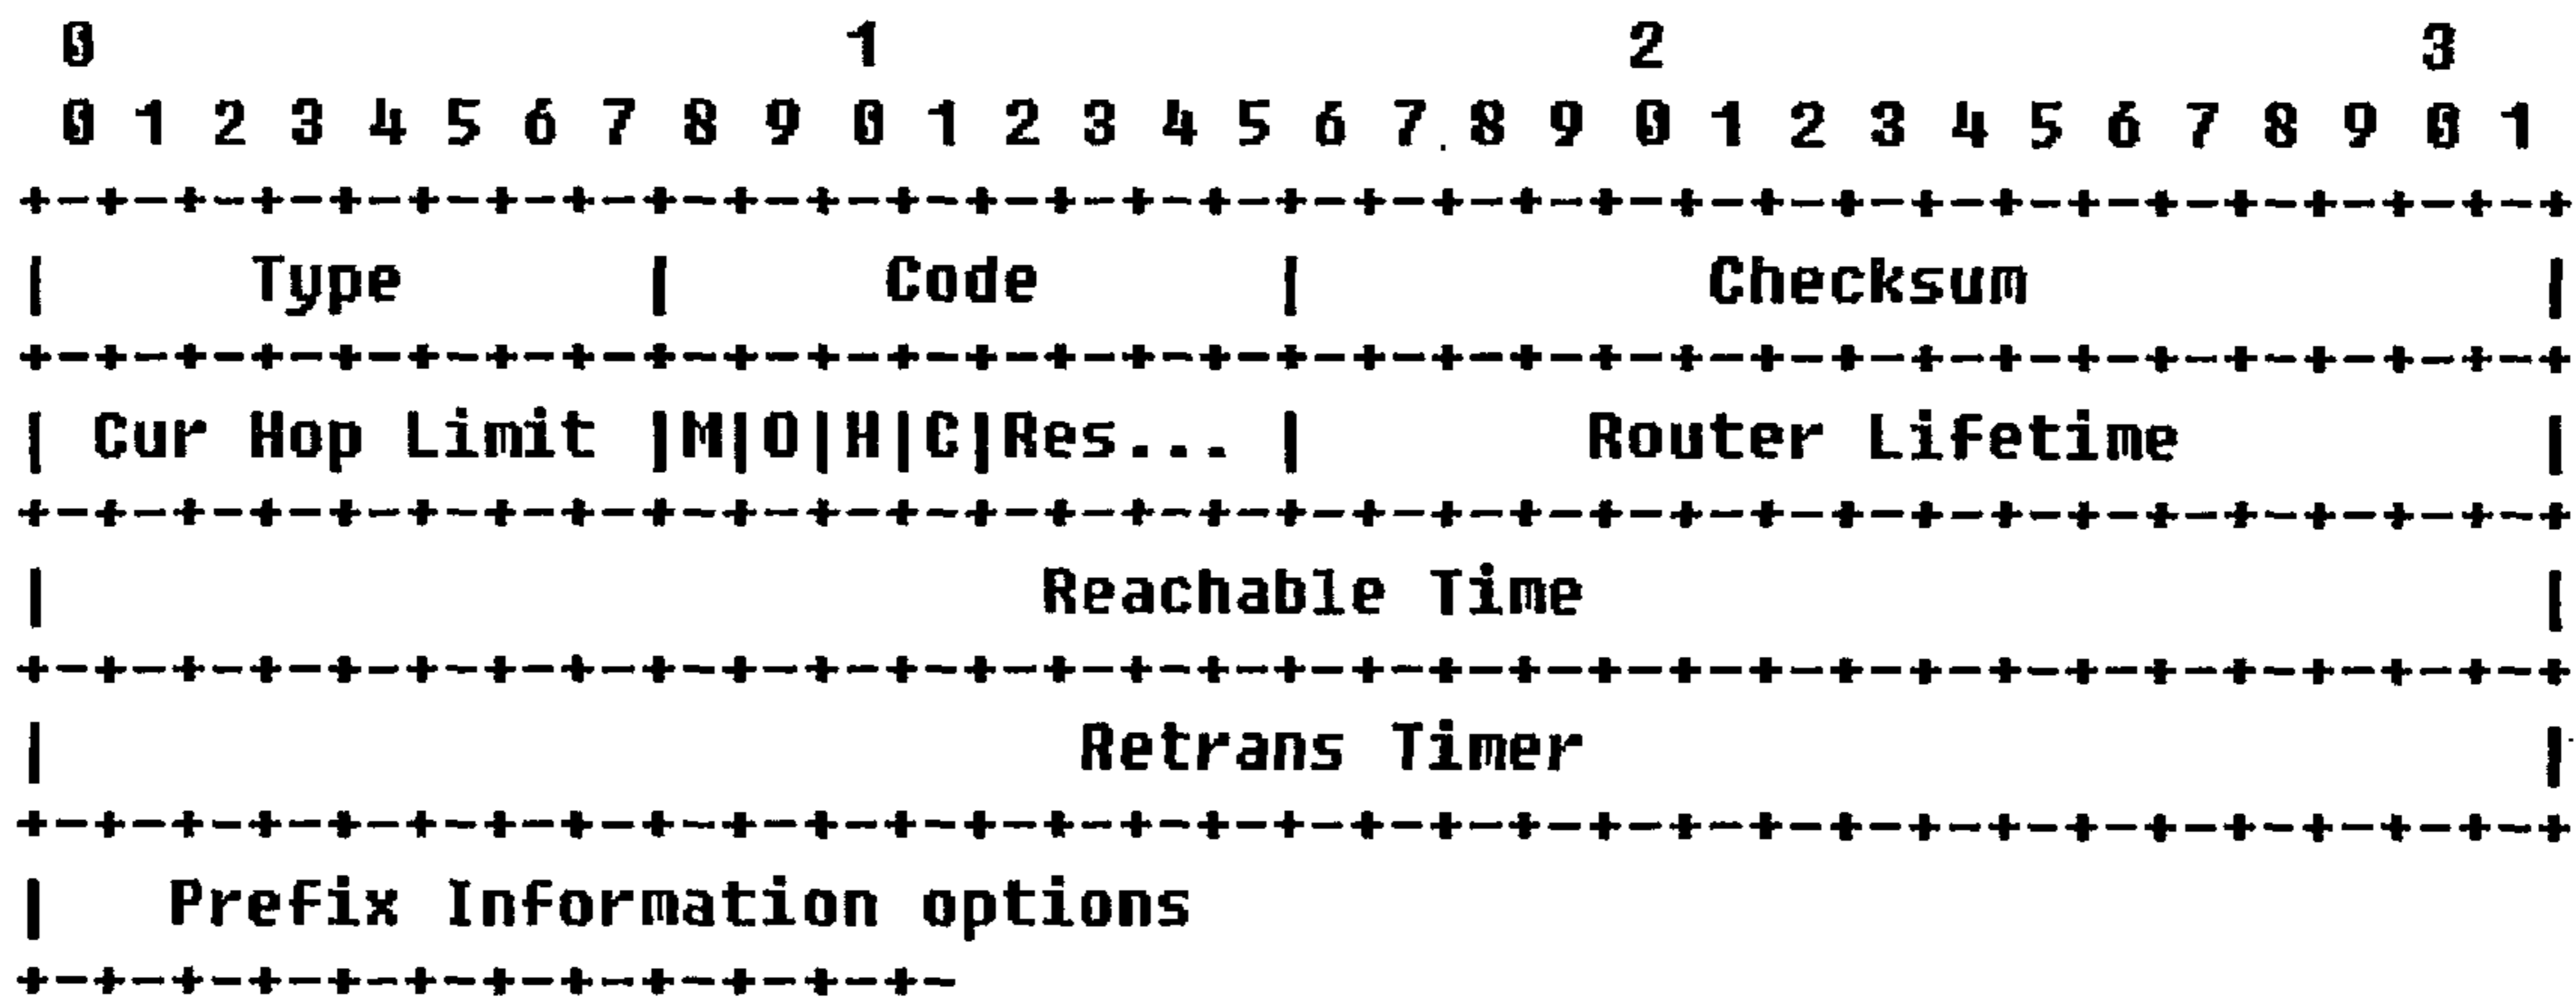 0                   1                   2                   3
0 1 2 3 4 5 6 7 8 9 0 1 2 3 4 5 6 7 8 9 0 1 2 3 4 5 6 7 8 9 0 1
+-+-+-+-+-+-+-+-+-+-+-+-+-+-+-+-+-+-+-+-+-+-+-+-+-+-+-+-+-+-+-+-+
|     Type      |     Code      |          Checksum             |
+-+-+-+-+-+-+-+-+-+-+-+-+-+-+-+-+-+-+-+-+-+-+-+-+-+-+-+-+-+-+-+-+
| Cur Hop Limit |M|O|H|C|Res... |       Router Lifetime         |
+-+-+-+-+-+-+-+-+-+-+-+-+-+-+-+-+-+-+-+-+-+-+-+-+-+-+-+-+-+-+-+-+
|                         Reachable Time                        |
+-+-+-+-+-+-+-+-+-+-+-+-+-+-+-+-+-+-+-+-+-+-+-+-+-+-+-+-+-+-+-+-+
|                          Retrans Timer                        |
+-+-+-+-+-+-+-+-+-+-+-+-+-+-+-+-+-+-+-+-+-+-+-+-+-+-+-+-+-+-+-+-+
|   Prefix Information options
+-+-+-+-+-+-+-+-+-+-+-+-